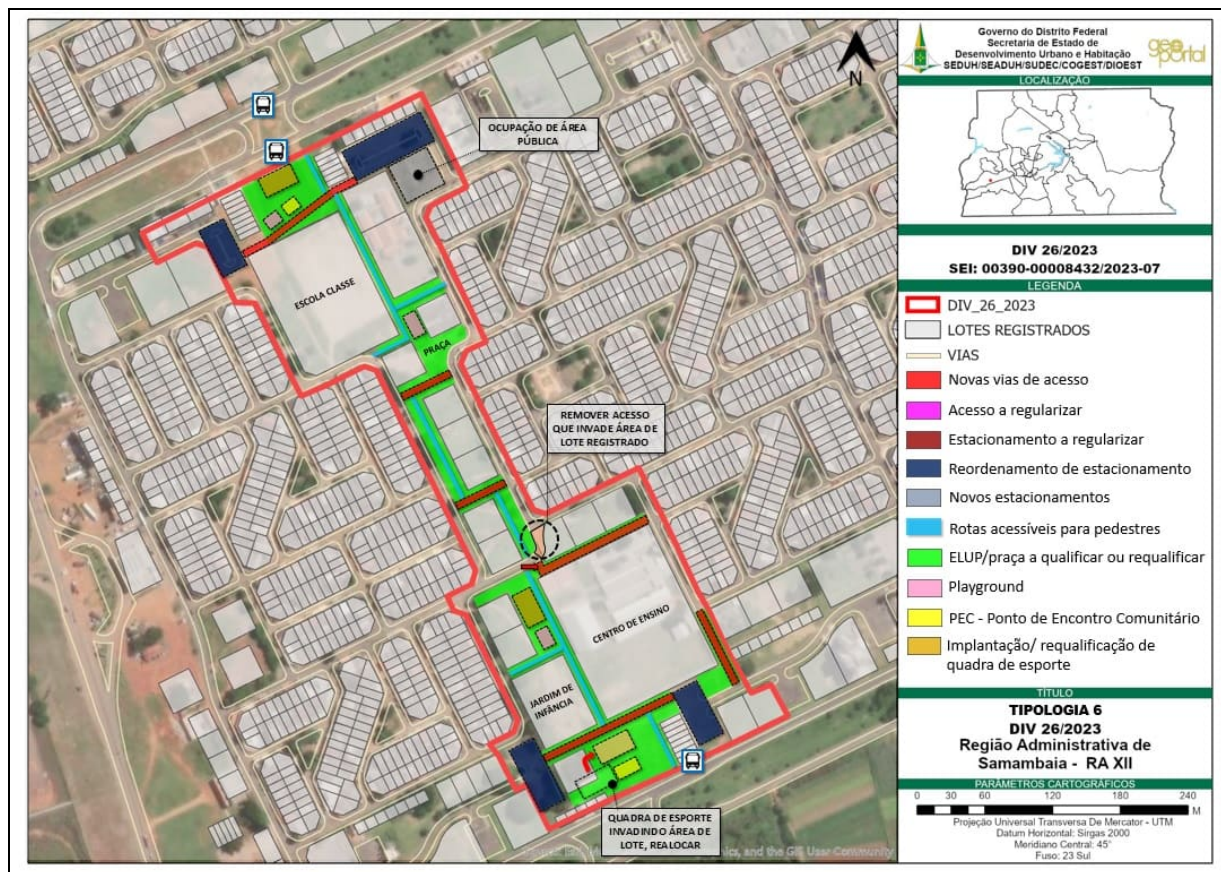 OCUPAÇÃO DE ÁREA
PÚBLICA
N
ESCOLA CLASSE
PRAÇA
REMOVER ACESSO
QUE INVADE ÁREA DE
LOTE REGISTRADO
CENTRO DE ENSINO
JARDIM DE
INFÂNCIA
QUADRA DE ESPORTE
INVADINDO ÁREA DE
LOTE, REALOCAR
and the GIS User Community
Governo do Distrito Federal
Secretaria de Estado de
Desenvolvimento Urbano e Habitação
SEDUH/SEADUH/SUDEC/COGEST/DIOEST
geoportal
LOCALIZAÇÃO
DIV 26/2023
SEI: 00390-00008432/2023-07
LEGENDA
DIV_26_2023
LOTES REGISTRADOS
VIAS
Novas vias de acesso
Acesso a regularizar
Estacionamento a regularizar
Reordenamento de estacionamento
Novos estacionamentos
Rotas acessíveis para pedestres
ELUP/praça a qualificar ou requalificar
Playground
PEC - Ponto de Encontro Comunitário
Implantação/ requalificação de
quadra de esporte
TÍTULO
TIPOLOGIA 6
DIV 26/2023
Região Administrativa de
Samambaia - RA XII
PARÂMETROS CARTOGRÁFICOS
0 30 60 120 180 240
M
Projeção Universal Transversa De Mercator - UTM
Datum Horizontal: Sirgas 2000
Meridiano Central: 45°
Fuso: 23 Sul